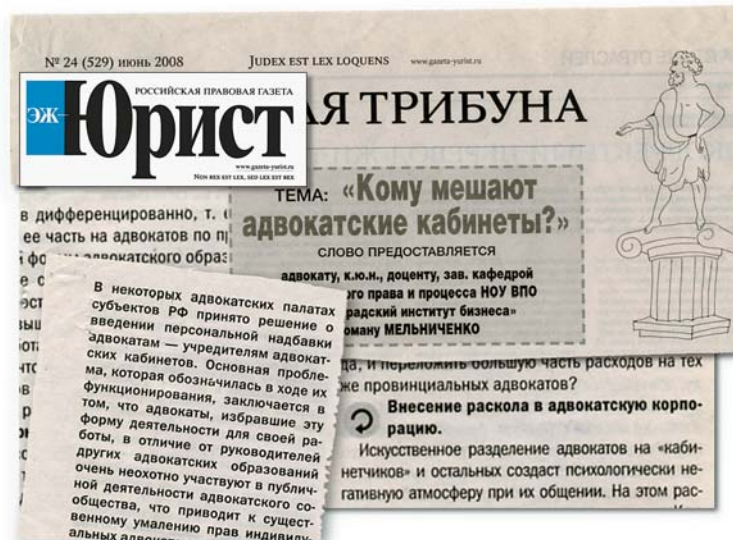 № 24 (529) июнь 2008
JUDEX EST LEX LOQUENS
www.gazeta-yurist.ru
РОССИЙСКАЯ ПРАВОВАЯ ГАЗЕТА
эж-Юрист
www.gazeta-yurist.ru
NON REX EST LEX, SED LEX EST REX
АЯ ТРИБУНА
ТЕМА: «Кому мешают
адвокатские кабинеты?»
СЛОВО ПРЕДОСТАВЛЯЕТСЯ
адвокату, к.ю.н., доценту, зав. кафедрой
го права и процесса НОУ ВПО
радский институт бизнеса»
оману МЕЛЬНИЧЕНКО
в дифференцированно, т.
ее часть на адвокатов по
адвокатского
В некоторых адвокатских палатах
субъектов РФ принято решение о
введении персональной надбавки
адвокатам — учредителям адвокат-
ских кабинетов. Основная пробле-
ма, которая обозначилась в ходе их
функционирования, заключается в
том, что адвокаты, избравшие эту
форму деятельности для своей ра-
боты, в отличие от руководителей
других адвокатских образований
очень неохотно участвуют в публич-
ной деятельности адвокатского со-
общества, что приводит к сущест-
венному умалению прав индивиду-
альных
да, и переложить большую часть расходов на тех
же провинциальных адвокатов?
Внесение раскола в адвокатскую корпо-
рацию.
Искусственное разделение адвокатов на «каби-
нетчиков» и остальных создаст психологически не-
гативную атмосферу при их общении. На этом рас-